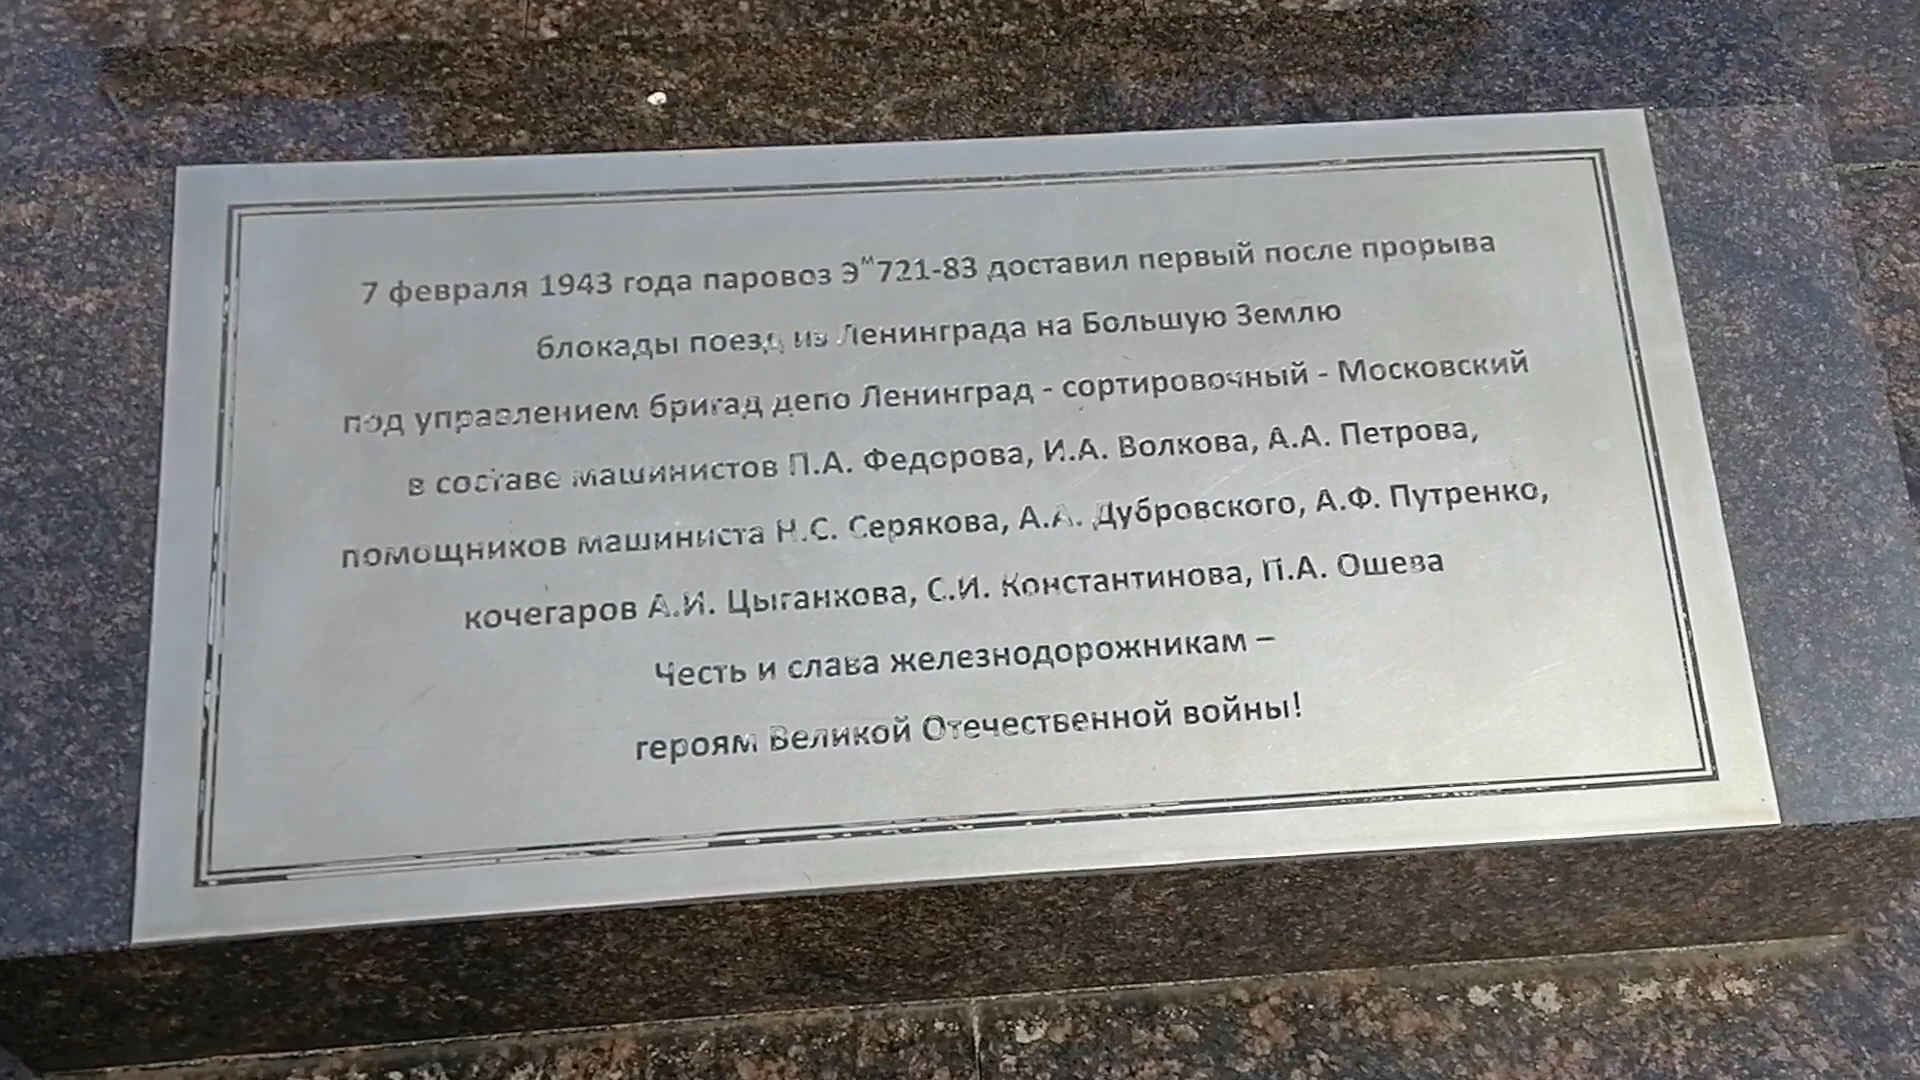 7 февраля 1943 года паровоз Эᴹ721-83 доставил первый после прорыва
блокады поезд из Ленинграда на Большую Землю
под управлением бригад депо Ленинград - сортировочный - Московский
в составе машинистов П.А. Федорова, И.А. Волкова, А.А. Петрова,
помощников машиниста Н.С. Серякова, А.А. Дубровского, А.Ф. Путренко,
кочегаров А.И. Цыганкова, С.И. Константинова, П.А. Ошева
Честь и слава железнодорожникам –
героям Великой Отечественной войны!